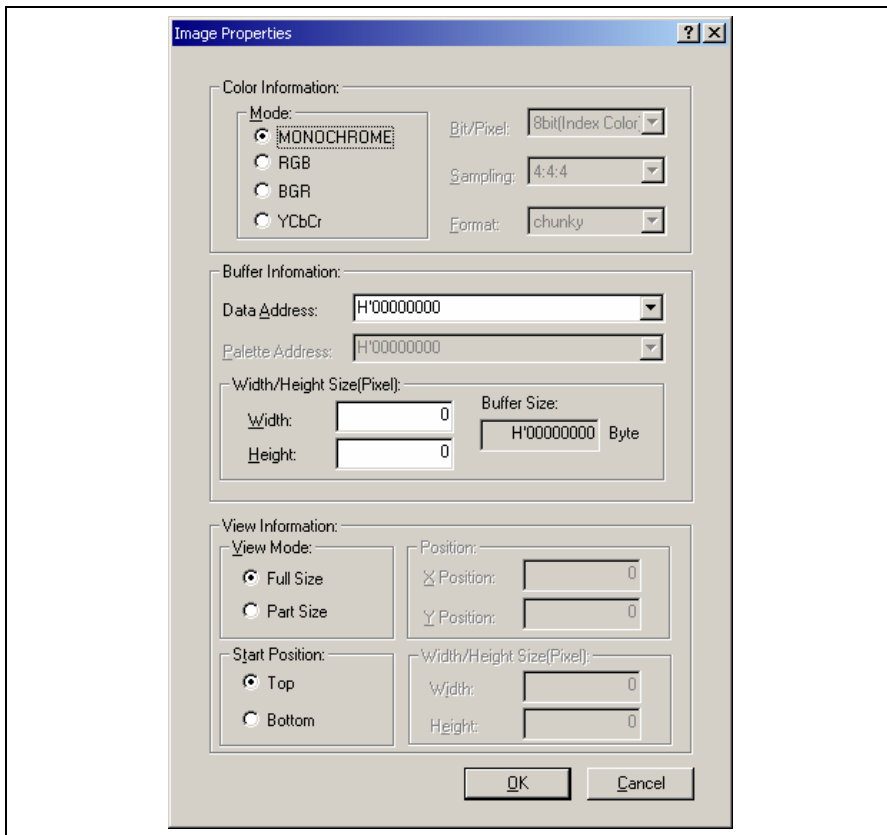 Image Properties
Color Information:
Mode:
MONOCHROME
RGB
BGR
YCbCr
Bit/Pixel: 8bit(Index Color)
Sampling: 4:4:4
Format: chunky
Buffer Infomation:
Data Address: H'00000000
Palette Address: H'00000000
Width/Height Size(Pixel):
Width: 0
Height: 0
Buffer Size:
H'00000000 Byte
View Information:
View Mode:
Full Size
Part Size
Position:
X Position: 0
Y Position: 0
Start Position:
Top
Bottom
Width/Height Size(Pixel):
Width: 0
Height: 0
OK Cancel